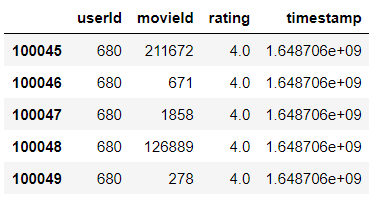 userId movieId rating timestamp
100045 680 211672 4.0 1.648706e+09
100046 680 671 4.0 1.648706e+09
100047 680 1858 4.0 1.648706e+09
100048 680 126889 4.0 1.648706e+09
100049 680 278 4.0 1.648706e+09